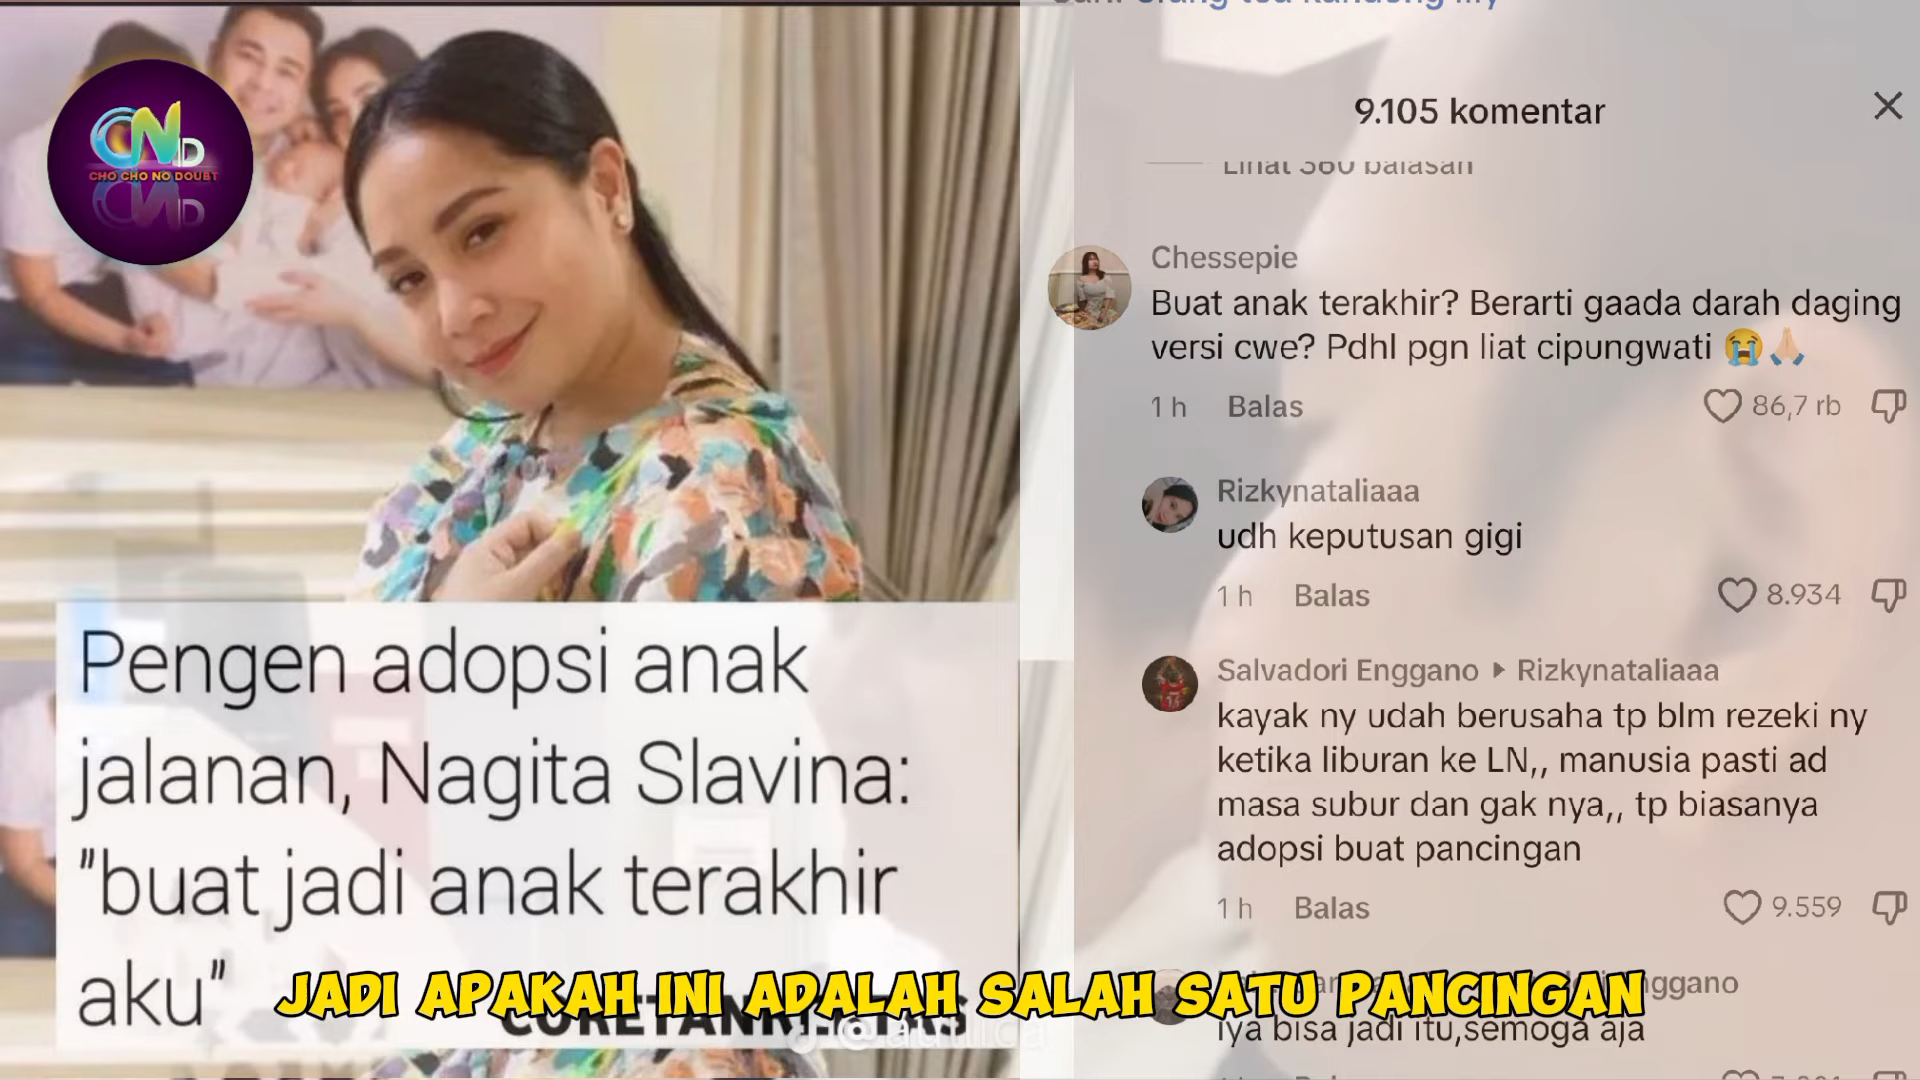 CND
CHO CHO NO DOUBT
Pengen adopsi anak
jalanan, Nagita Slavina:
"buat jadi anak terakhir
aku"
9.105 komentar
Lihat 360 balasan
Chessepie
Buat anak terakhir? Berarti gaada darah daging
versi cwe? Pdhl pgn liat cipungwati 😭🙏🏻
1 h Balas 86,7 rb
Rizkynataliaaa
udh keputusan gigi
1 h Balas 8.934
Salvadori Enggano ▸ Rizkynataliaaa
kayak ny udah berusaha tp blm rezeki ny
ketika liburan ke LN,, manusia pasti ad
masa subur dan gak nya,, tp biasanya
adopsi buat pancingan
1 h Balas 9.559
JADI APAKAH INI ADALAH SALAH SATU PANCINGAN
iya bisa jadi itu,semoga aja